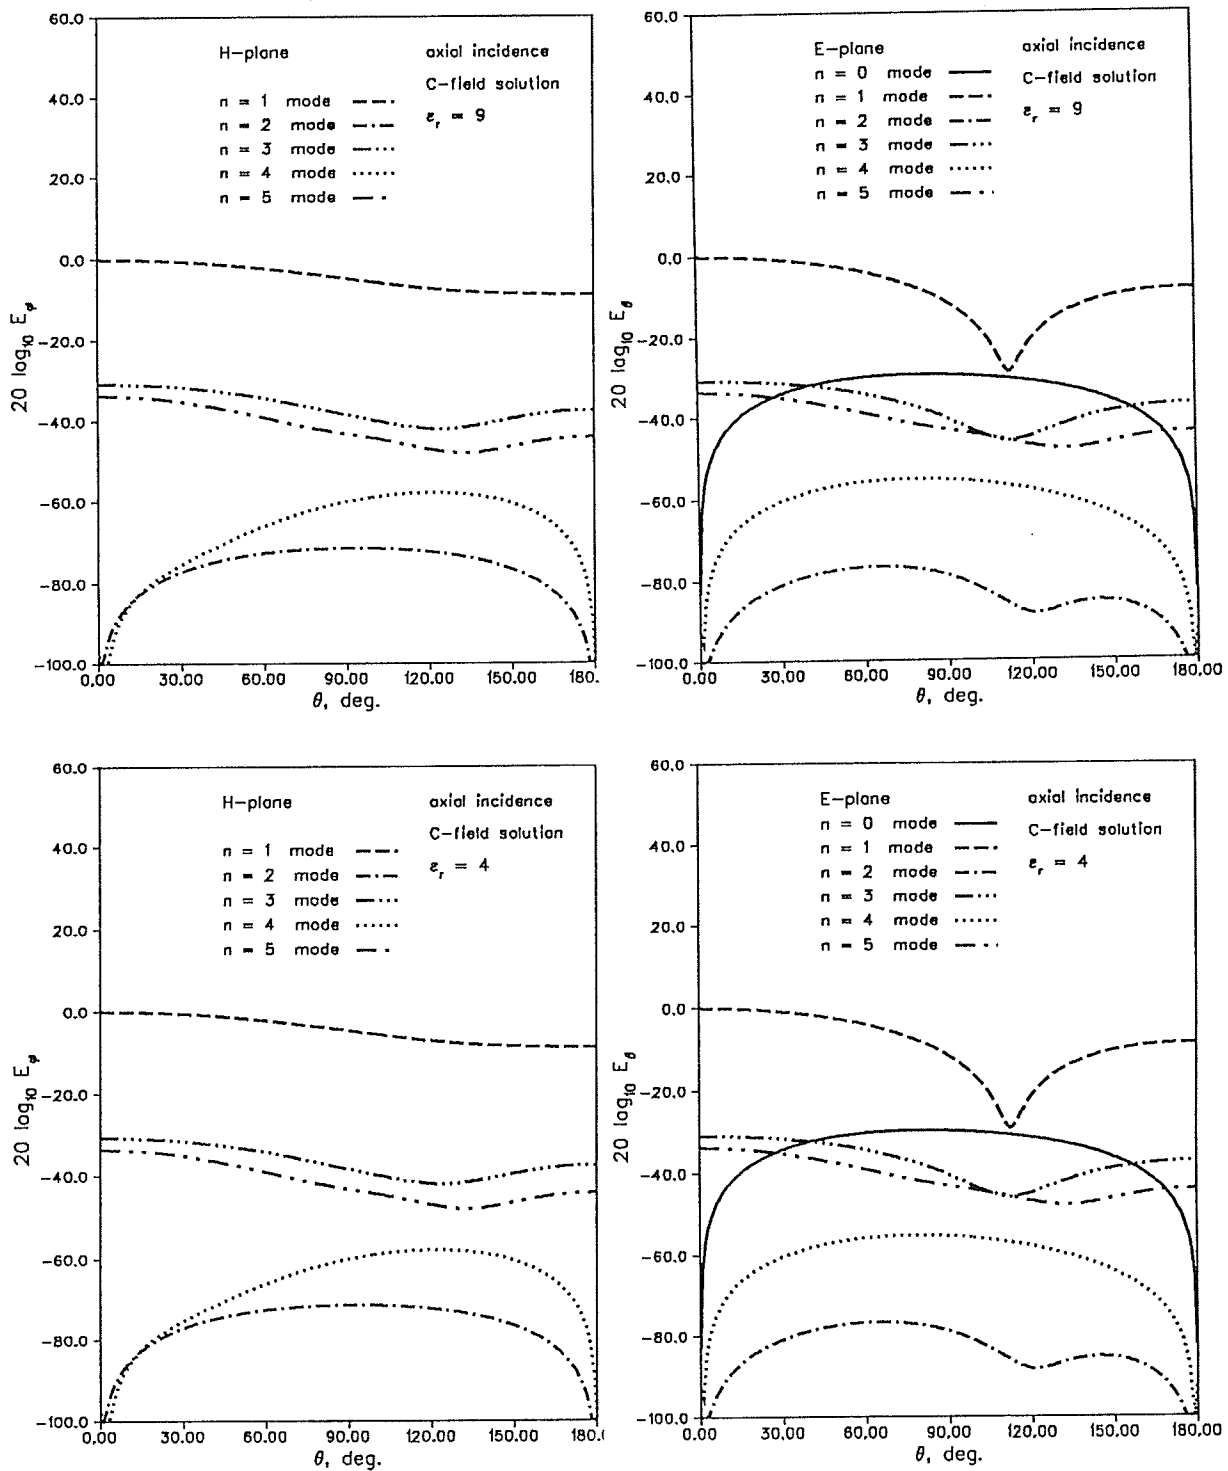 60.0
40.0
20.0
0.0
−20.0
−40.0
−60.0
−80.0
−100.0
20 log10 Eφ
H−plane
n = 1 mode
n = 2 mode
n = 3 mode
n = 4 mode
n = 5 mode
axial incidence
C−field solution
εr = 9
0.00 30.00 60.00 90.00 120.00 150.00 180.
θ, deg.
60.0
40.0
20.0
0.0
−20.0
−40.0
−60.0
−80.0
−100.0
20 log10 Eθ
E−plane
n = 0 mode
n = 1 mode
n = 2 mode
n = 3 mode
n = 4 mode
n = 5 mode
axial incidence
C−field solution
εr = 9
0.00 30.00 60.00 90.00 120.00 150.00 180.00
θ, deg.
60.0
40.0
20.0
0.0
−20.0
−40.0
−60.0
−80.0
−100.0
20 log10 Eφ
H−plane
n = 1 mode
n = 2 mode
n = 3 mode
n = 4 mode
n = 5 mode
axial incidence
C−field solution
εr = 4
0.00 30.00 60.00 90.00 120.00 150.00 180.(
θ, deg.
60.0
40.0
20.0
0.0
−20.0
−40.0
−60.0
−80.0
−100.0
20 log10 Eθ
E−plane
n = 0 mode
n = 1 mode
n = 2 mode
n = 3 mode
n = 4 mode
n = 5 mode
axial incidence
C−field solution
εr = 4
0.00 30.00 60.00 90.00 120.00 150.00 180.00
θ, deg.